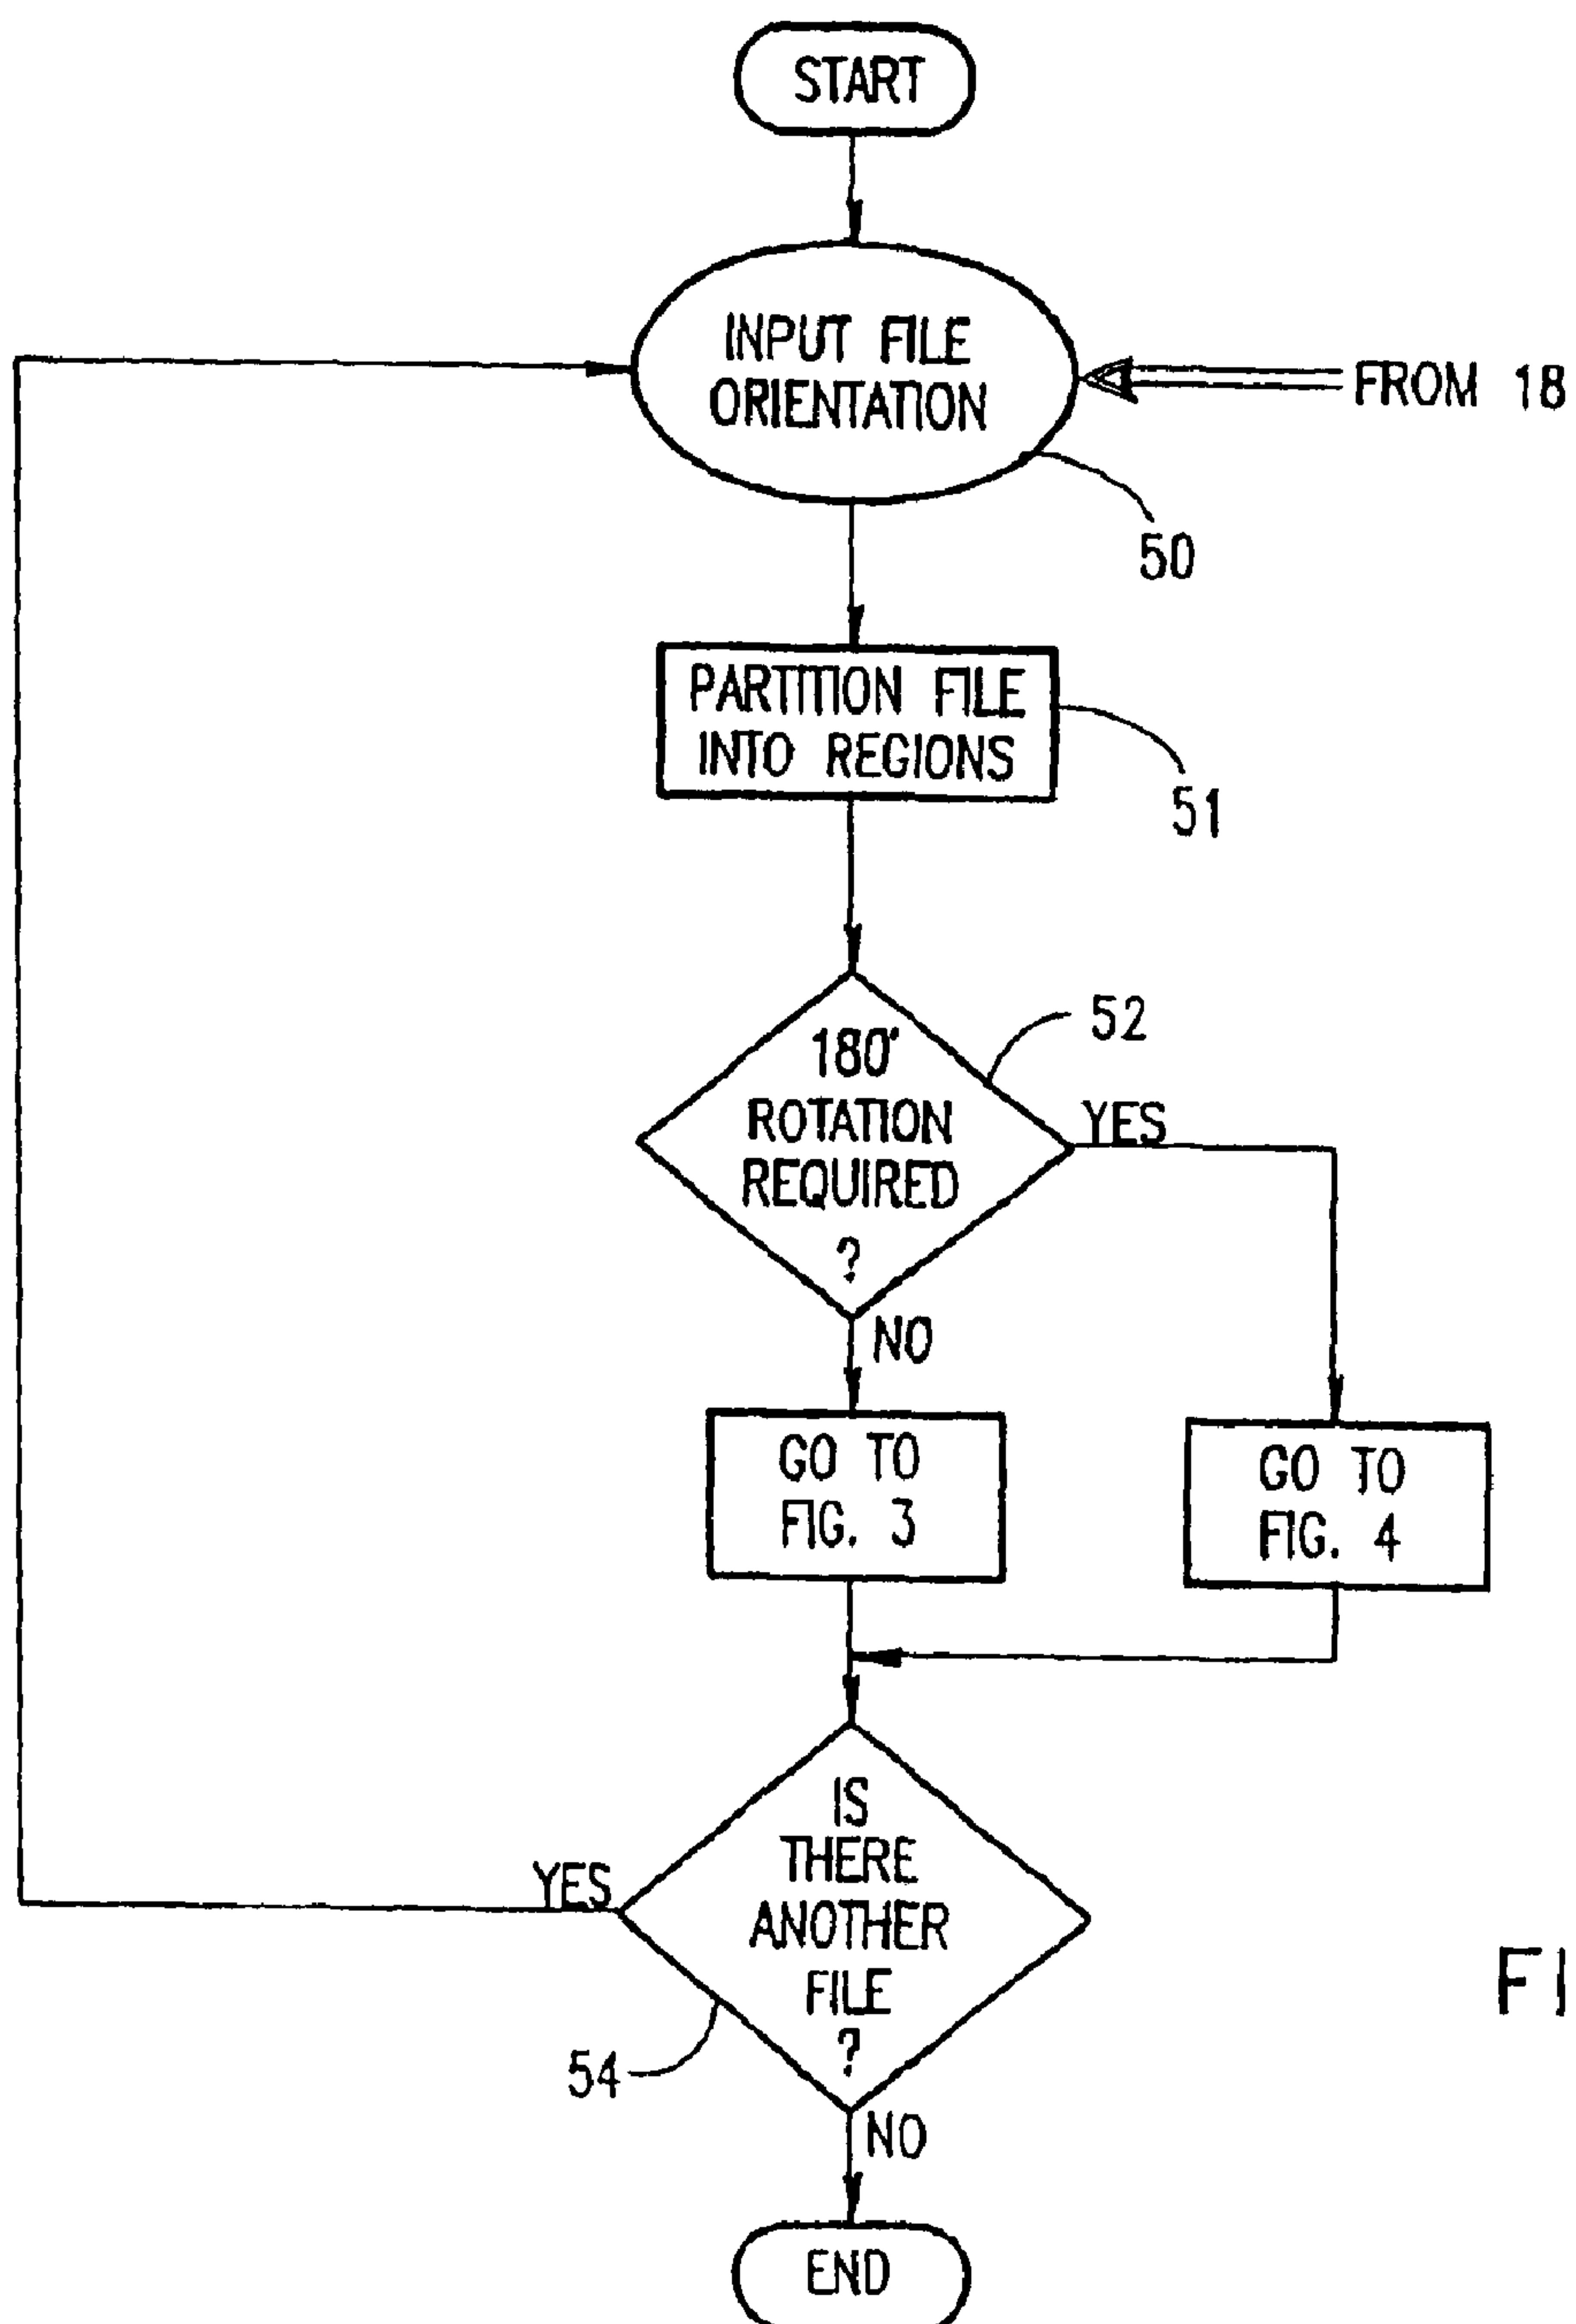 START
INPUT FILE
ORIENTATION
FROM 18
50
PARTITION FILE
INTO REGIONS
51
52
180°
ROTATION
REQUIRED
?
YES
NO
GO TO
FIG. 3
GO TO
FIG. 4
IS
THERE
ANOTHER
FILE
?
YES
54
NO
END